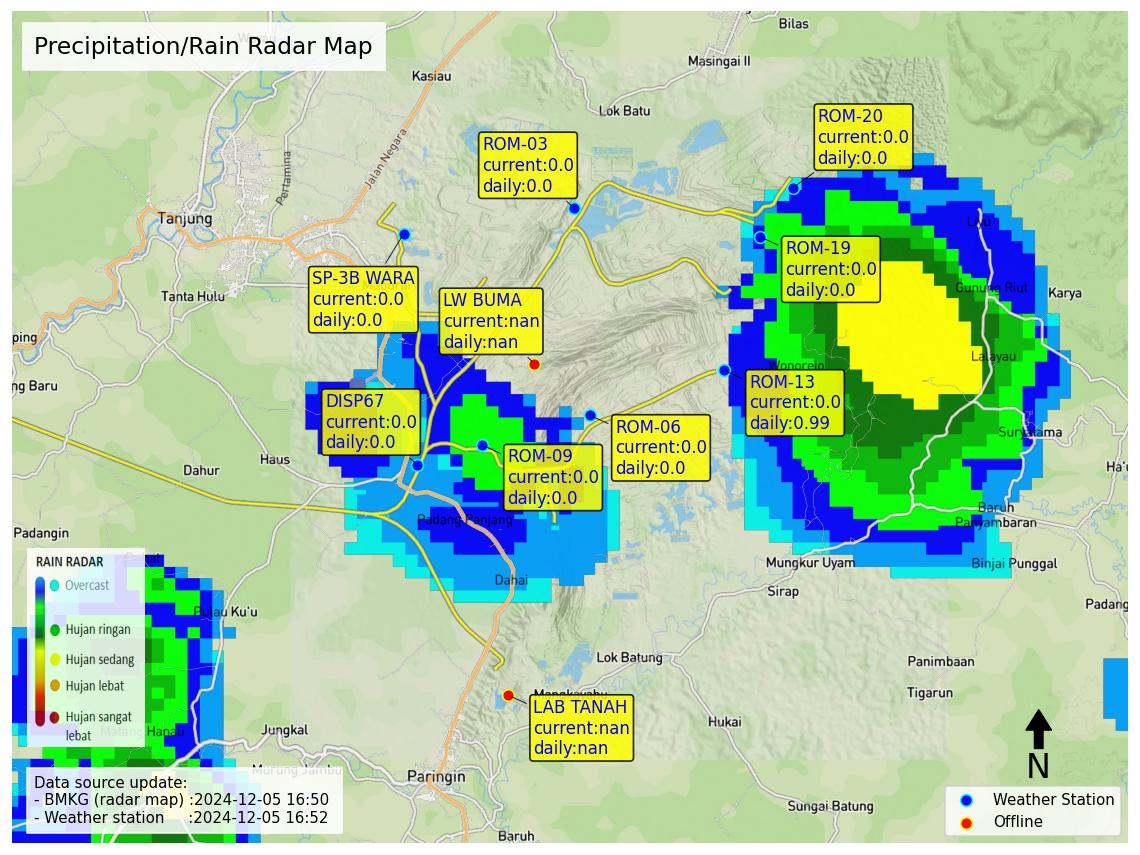 Precipitation/Rain Radar Map
Bilas
Masingai II
Kasiau
Lok Batu
Jalan Negara
Pertamina
ROM-20
current:0.0
daily:0.0
ROM-03
current:0.0
daily:0.0
Tanjung
Liyu
ROM-19
current:0.0
daily:0.0
SP-3B WARA
current:0.0
daily:0.0
Tanta Hulu
LW BUMA
current:nan
daily:nan
Gunung Riut
Karya
ping
Lalayau
Wonorejo
ng Baru
ROM-13
current:0.0
daily:0.99
DISP67
current:0.0
daily:0.0
ROM-06
current:0.0
daily:0.0
Suryatama
Haus
Dahur
ROM-09
current:0.0
daily:0.0
Ha'u
Baruh
Panyambaran
Padang Panjang
Padangin
Mungkur Uyam
Binjai Punggal
Dahai
Sirap
Padang
RAIN RADAR
Overcast
Hujan ringan
Hujan sedang
Hujan lebat
Hujan sangat
lebat
Bulau Ku'u
Lok Batung
Panimbaan
Tigarun
Mangkayahu
LAB TANAH
current:nan
daily:nan
Hukai
Jungkal
Matang Hanau
Murung Jambu
Paringin
N
Data source update:
- BMKG (radar map) :2024-12-05 16:50
- Weather station :2024-12-05 16:52
Sungai Batung
Baruh
Weather Station
Offline